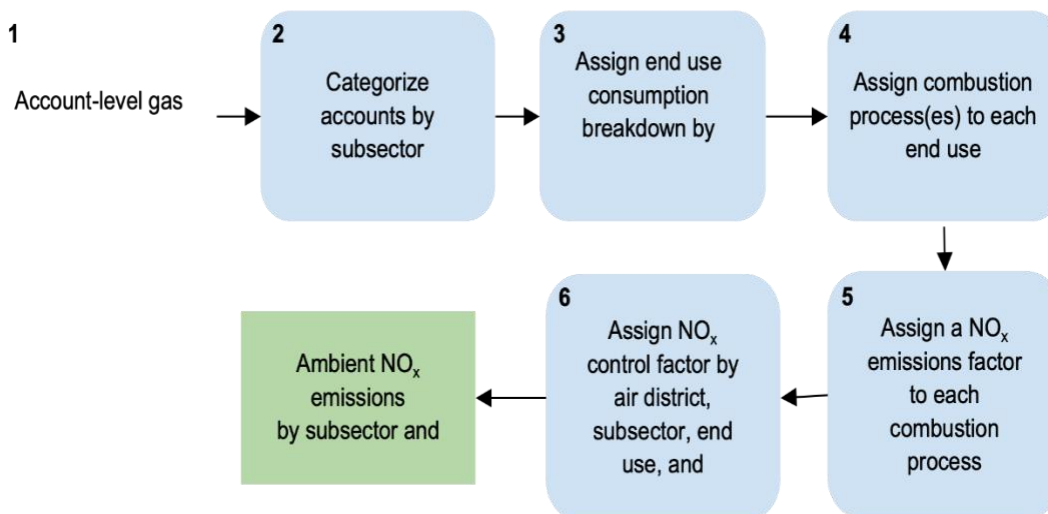 1
Account-level gas
2
Categorize
accounts by
subsector
3
Assign end use
consumption
breakdown by
4
Assign combustion
process(es) to each
end use
5
Assign a NOₓ
emissions factor
to each
combustion
process
6
Assign NOₓ
control factor by
air district,
subsector, end
use, and
Ambient NOₓ
emissions
by subsector and